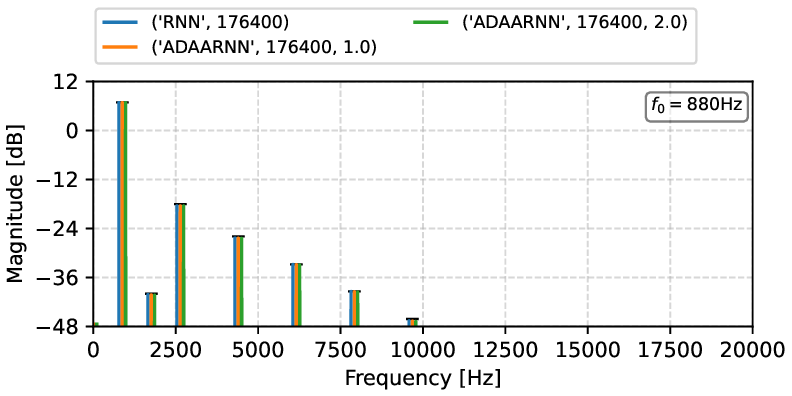 ('RNN', 176400)
('ADAARNN', 176400, 1.0)
('ADAARNN', 176400, 2.0)
f₀ = 880Hz
Magnitude [dB]
12
0
−12
−24
−36
−48
0 2500 5000 7500 10000 12500 15000 17500 20000
Frequency [Hz]